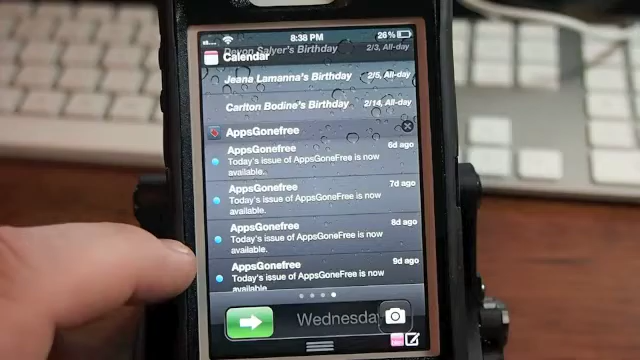 8:38 PM 26%
Devon Salyer's Birthday 2/3, All-day
Calendar
Jeana Lamanna's Birthday 2/5, All-day
Carlton Bodine's Birthday 2/14, All-day
AppsGonefree
AppsGonefree 6d ago
Today's issue of AppsGoneFree is now
available.
AppsGonefree 7d ago
Today's issue of AppsGoneFree is now
available.
AppsGonefree 8d ago
Today's issue of AppsGoneFree is now
available.
AppsGonefree 9d ago
Today's issue of AppsGoneFree is now
available.
Wednesday